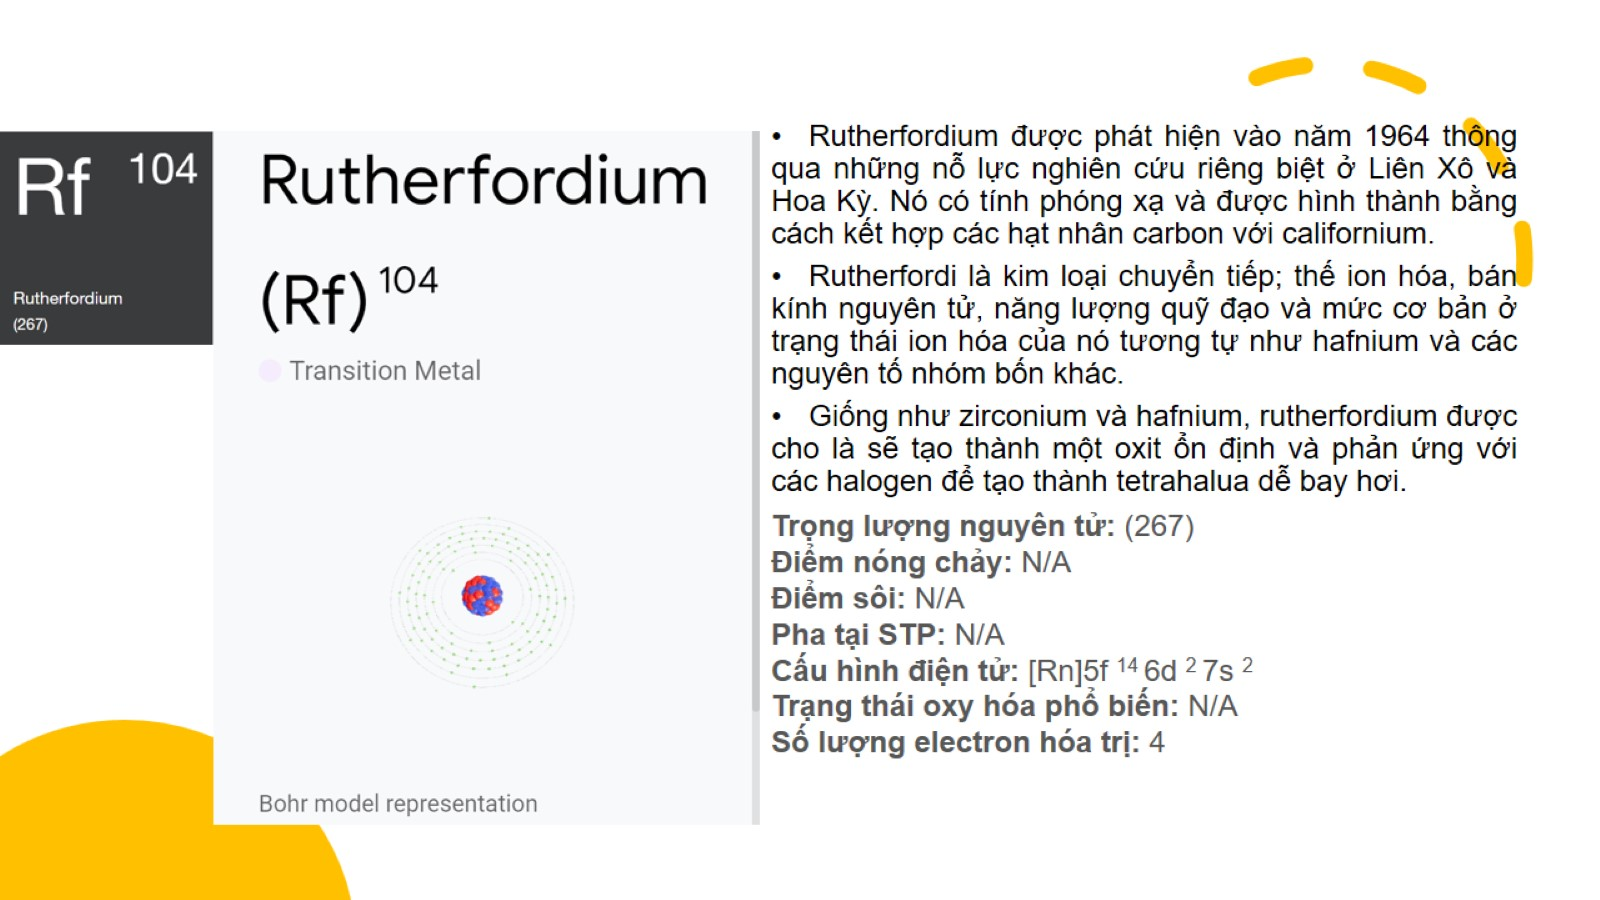 Rf 104
Rutherfordium
(267)
Rutherfordium
(Rf) 104
Transition Metal
Bohr model representation
• Rutherfordium được phát hiện vào năm 1964 thông
qua những nỗ lực nghiên cứu riêng biệt ở Liên Xô và
Hoa Kỳ. Nó có tính phóng xạ và được hình thành bằng
cách kết hợp các hạt nhân carbon với californium.
• Rutherfordi là kim loại chuyển tiếp; thế ion hóa, bán
kính nguyên tử, năng lượng quỹ đạo và mức cơ bản ở
trạng thái ion hóa của nó tương tự như hafnium và các
nguyên tố nhóm bốn khác.
• Giống như zirconium và hafnium, rutherfordium được
cho là sẽ tạo thành một oxit ổn định và phản ứng với
các halogen để tạo thành tetrahalua dễ bay hơi.
Trọng lượng nguyên tử: (267)
Điểm nóng chảy: N/A
Điểm sôi: N/A
Pha tại STP: N/A
Cấu hình điện tử: [Rn]5f 14 6d 2 7s 2
Trạng thái oxy hóa phổ biến: N/A
Số lượng electron hóa trị: 4